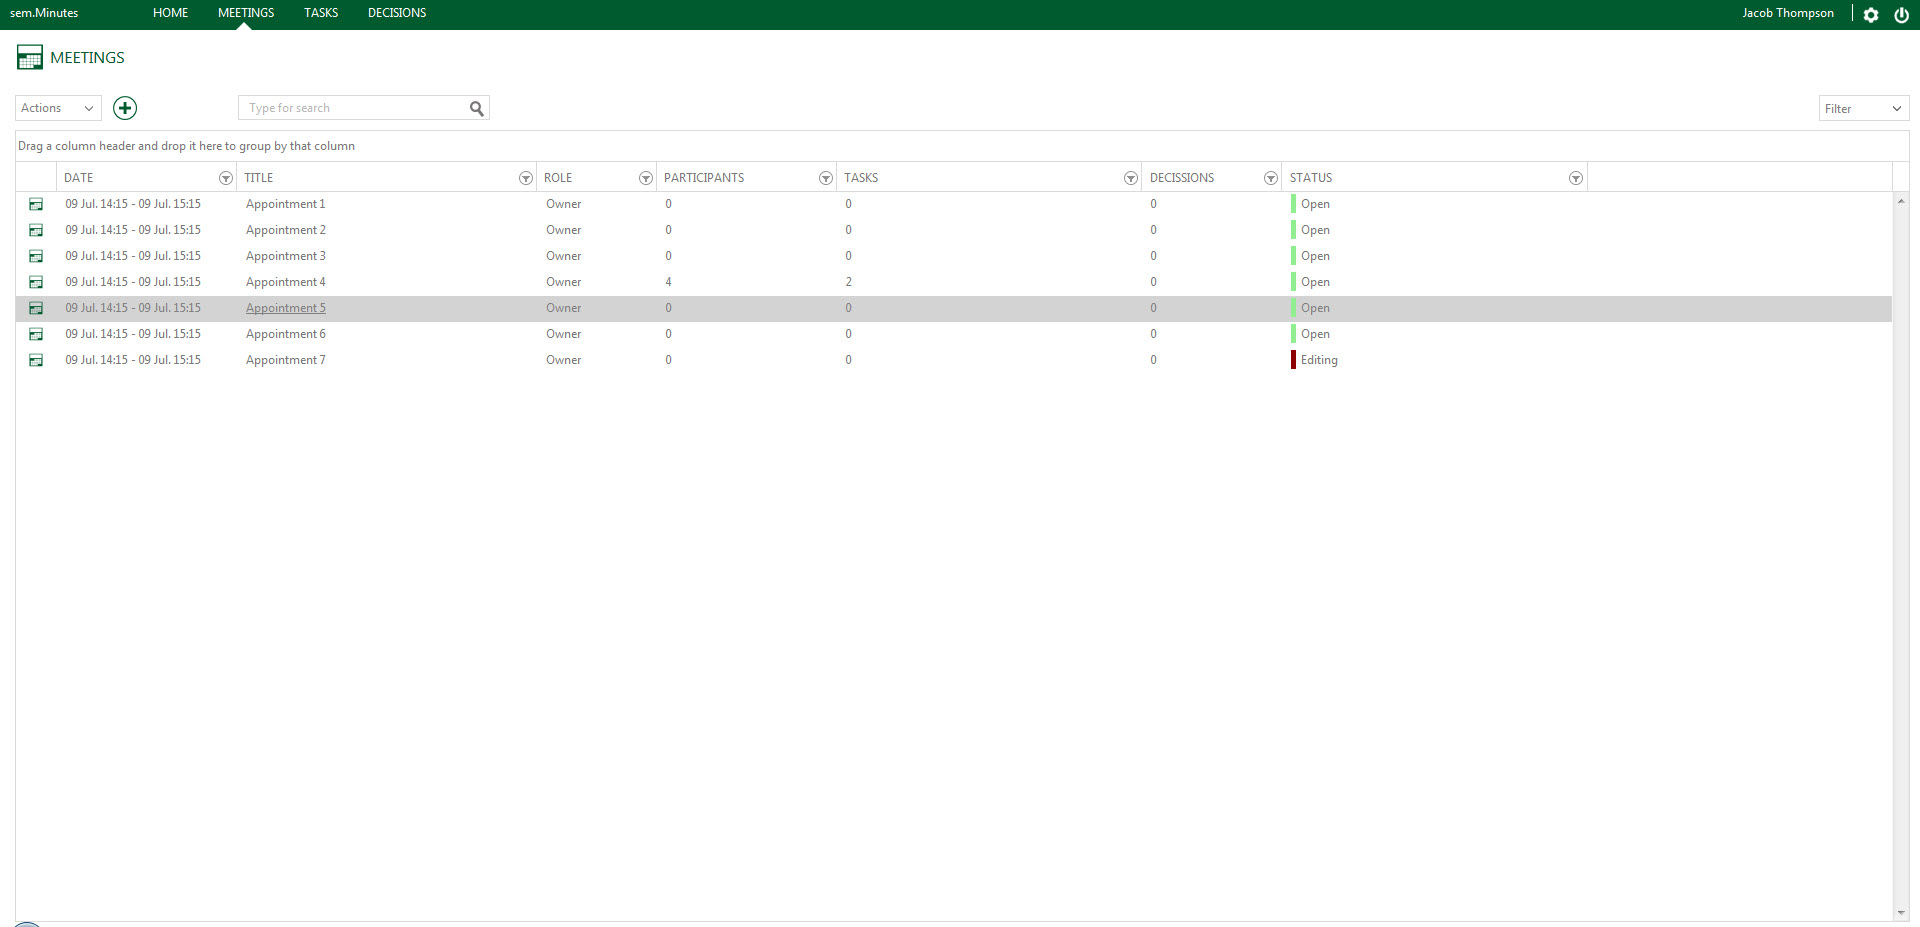 sem.Minutes HOME MEETINGS TASKS DECISIONS Jacob Thompson
MEETINGS
Actions Type for search Filter
Drag a column header and drop it here to group by that column
DATE TITLE ROLE PARTICIPANTS TASKS DECISSIONS STATUS
09 Jul. 14:15 - 09 Jul. 15:15 Appointment 1 Owner 0 0 0 Open
09 Jul. 14:15 - 09 Jul. 15:15 Appointment 2 Owner 0 0 0 Open
09 Jul. 14:15 - 09 Jul. 15:15 Appointment 3 Owner 0 0 0 Open
09 Jul. 14:15 - 09 Jul. 15:15 Appointment 4 Owner 4 2 0 Open
09 Jul. 14:15 - 09 Jul. 15:15 Appointment 5 Owner 0 0 0 Open
09 Jul. 14:15 - 09 Jul. 15:15 Appointment 6 Owner 0 0 0 Open
09 Jul. 14:15 - 09 Jul. 15:15 Appointment 7 Owner 0 0 0 Editing